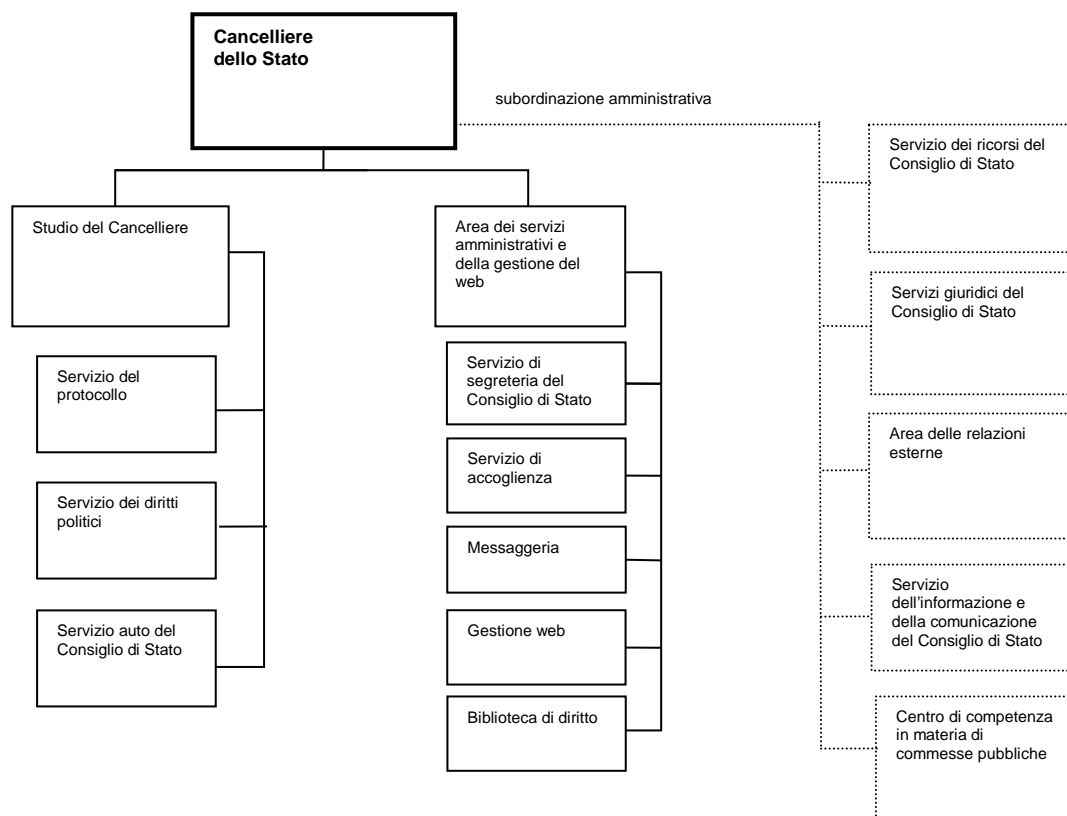 Cancelliere
dello Stato
subordinazione amministrativa
Studio del Cancelliere
Servizio del
protocollo
Servizio dei diritti
politici
Servizio auto del
Consiglio di Stato
Area dei servizi
amministrativi e
della gestione del
web
Servizio di
segreteria del
Consiglio di Stato
Servizio di
accoglienza
Messaggeria
Gestione web
Biblioteca di diritto
Servizio dei ricorsi del
Consiglio di Stato
Servizi giuridici del
Consiglio di Stato
Area delle relazioni
esterne
Servizio
dell’informazione e
della comunicazione
del Consiglio di Stato
Centro di competenza
in materia di
commesse pubbliche